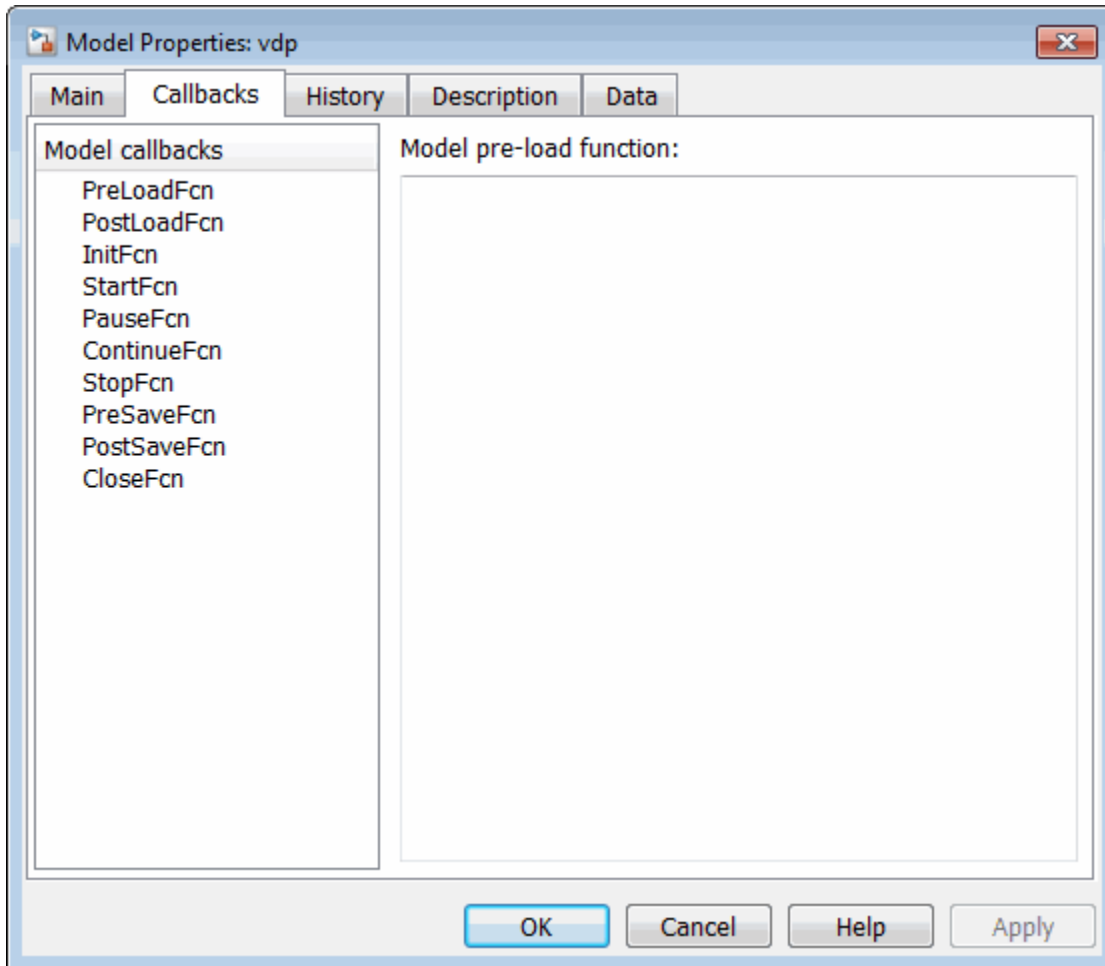 Model Properties: vdp
Main Callbacks History Description Data
Model callbacks
PreLoadFcn
PostLoadFcn
InitFcn
StartFcn
PauseFcn
ContinueFcn
StopFcn
PreSaveFcn
PostSaveFcn
CloseFcn
Model pre-load function:
OK Cancel Help Apply